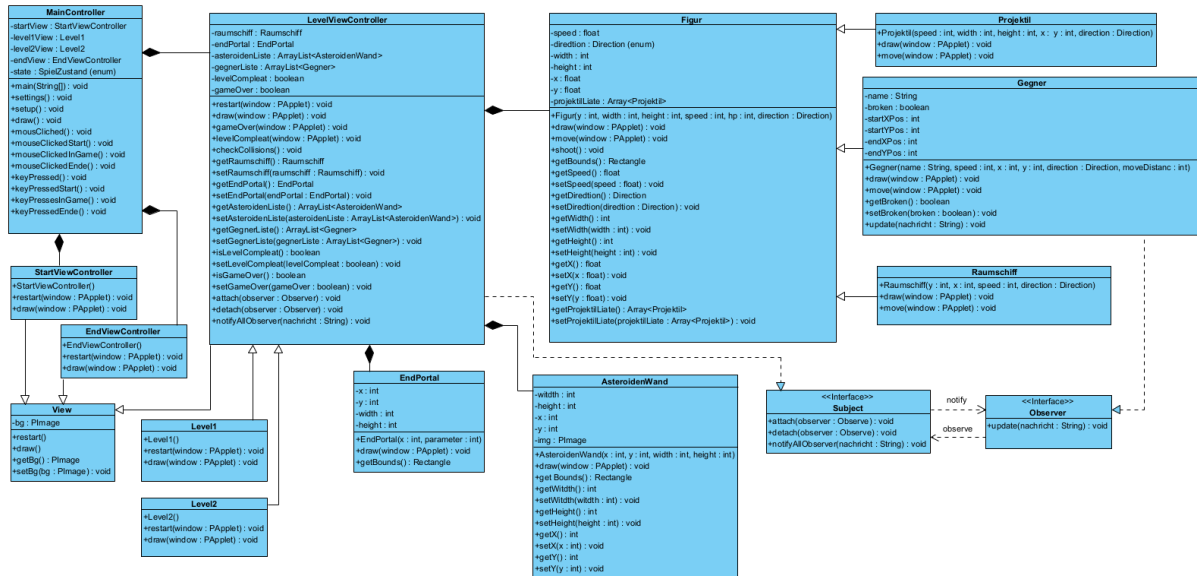 MainController
-startView : StartViewController
-level1View : Level1
-level2View : Level2
-endView : EndViewController
-state : SpielZustand (enum)
+main(String[]) : void
+settings() : void
+setup() : void
+draw() : void
+mousCliched() : void
+mouseClickedStart() : void
+mouseClickedInGame() : void
+mouseClickedEnde() : void
+keyPressed() : void
+keyPressedStart() : void
+keyPressesInGame() : void
+keyPressedEnde() : void
StartViewController
+StartViewController()
+restart(window : PApplet) : void
+draw(window : PApplet) : void
EndViewController
+EndViewController()
+restart(window : PApplet) : void
+draw(window : PApplet) : void
View
-bg : PImage
+restart()
+draw()
+getBg() : PImage
+setBg(bg : PImage) : void
LevelViewController
-raumschiff : Raumschiff
-endPortal : EndPortal
-asteroidenListe : ArrayList<AsteroidenWand>
-gegnerListe : ArrayList<Gegner>
-levelCompleat : boolean
-gameOver : boolean
+restart(window : PApplet) : void
+draw(window : PApplet) : void
+gameOver(window : PApplet) : void
+levelCompleat(window : PApplet) : void
+checkCollisions() : void
+getRaumschiff() : Raumschiff
+setRaumschiff(raumschiff : Raumschiff) : void
+getEndPortal() : EndPortal
+setEndPortal(endPortal : EndPortal) : void
+getAsteroidenListe() : ArrayList<AsteroidenWand>
+setAsteroidenListe(asteroidenListe : ArrayList<AsteroidenWand>) : void
+getGegnerListe() : ArrayList<Gegner>
+setGegnerListe(gegnerListe : ArrayList<Gegner>) : void
+isLevelCompleat() : boolean
+setLevelCompleat(levelCompleat : boolean) : void
+isGameOver() : boolean
+setGameOver(gameOver : boolean) : void
+attach(observer : Observer) : void
+detach(observer : Observer) : void
+notifyAllObserver(nachricht : String) : void
Level1
+Level1()
+restart(window : PApplet) : void
+draw(window : PApplet) : void
Level2
+Level2()
+restart(window : PApplet) : void
+draw(window : PApplet) : void
EndPortal
-x : int
-y : int
-width : int
-height : int
+EndPortal(x : int, parameter : int)
+draw(window : PApplet) : void
+getBounds() : Rectangle
Figur
-speed : float
-diredtion : Direction (enum)
-width : int
-height : int
-x : float
-y : float
-projektilLiate : Array<Projektil>
+Figur(y : int, width : int, height : int, speed : int, hp : int, direction : Direction)
+draw(window : PApplet) : void
+move(window : PApplet) : void
+shoot() : void
+getBounds() : Rectangle
+getSpeed() : float
+setSpeed(speed : float) : void
+getDiredtion() : Direction
+setDiredtion(diredtion : Direction) : void
+getWidth() : int
+setWidth(width : int) : void
+getHeight() : int
+setHeight(height : int) : void
+getX() : float
+setX(x : float) : void
+getY() : float
+setY(y : float) : void
+getProjektilLiate() : Array<Projektil>
+setProjektilLiate(projektilLiate : Array<Projektil>) : void
AsteroidenWand
-witdth : int
-height : int
-x : int
-y : int
-img : PImage
+AsteroidenWand(x : int, y : int, width : int, height : int)
+draw(window : PApplet) : void
+get Bounds() : Rectangle
+getWitdth() : int
+setWitdth(witdth : int) : void
+getHeight() : int
+setHeight(height : int) : void
+getX() : int
+setX(x : int) : void
+getY() : int
+setY(y : int) : void
Projektil
+Projektil(speed : int, width : int, height : int, x : y : int, direction : Direction)
+draw(window : PApplet) : void
+move(window : PApplet) : void
Gegner
-name : String
-broken : boolean
-startXPos : int
-startYPos : int
-endXPos : int
-endYPos : int
+Gegner(name : String, speed : int, x : int, y : int, direction : Direction, moveDistanc : int)
+draw(window : PApplet) : void
+move(window : PApplet) : void
+getBroken() : boolean
+setBroken(broken : boolean) : void
+update(nachricht : String) : void
Raumschiff
+Raumschiff(y : int, x : int, speed : int, direction : Direction)
+draw(window : PApplet) : void
+move(window : PApplet) : void
<<Interface>>
Subject
+attach(observer : Observe) : void
+detach(observer : Observe) : void
+notifyAllObserver(nachricht : String) : void
notify
observe
<<Interface>>
Observer
+update(nachricht : String) : void